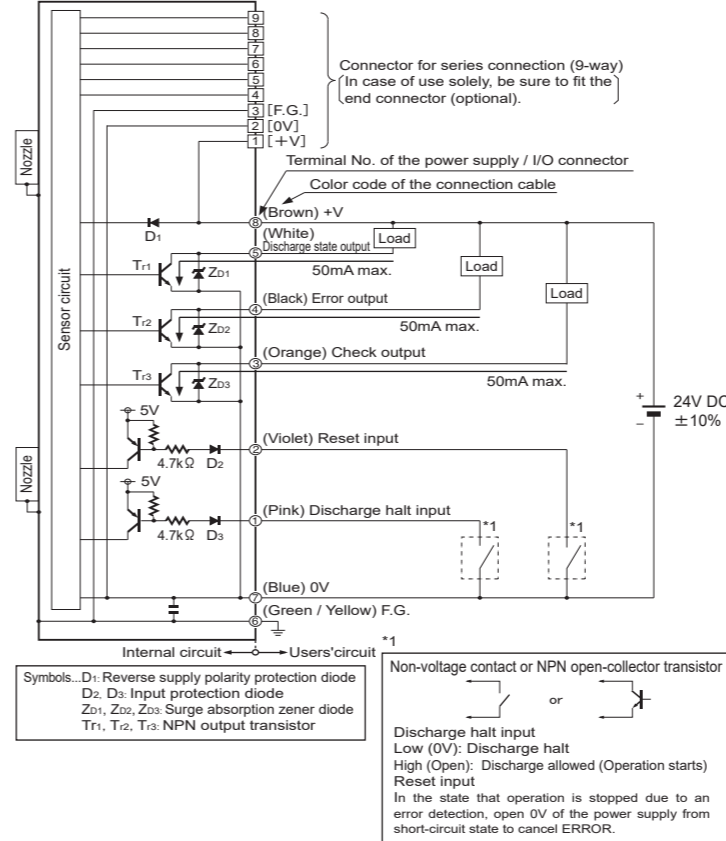 9
8
7
6
5
4
3 [F.G.]
2 [0V]
1 [+V]
Connector for series connection (9-way)
(In case of use solely, be sure to fit the
end connector (optional).)
Terminal No. of the power supply / I/O connector
Color code of the connection cable
Nozzle
Nozzle
Sensor circuit
D1
8 (Brown) +V
(White)
5 Discharge state output
Load
Tr1
ZD1
50mA max.
4 (Black) Error output
Load
Tr2
ZD2
50mA max.
3 (Orange) Check output
Load
Tr3
ZD3
50mA max.
+
−
24V DC
±10%
5V
4.7kΩ
D2
2 (Violet) Reset input
5V
4.7kΩ
D3
1 (Pink) Discharge halt input
*1
*1
7 (Blue) 0V
6 (Green / Yellow) F.G.
Internal circuit
Users'circuit
Symbols...D1: Reverse supply polarity protection diode
D2, D3: Input protection diode
ZD1, ZD2, ZD3: Surge absorption zener diode
Tr1, Tr2, Tr3: NPN output transistor
*1
Non-voltage contact or NPN open-collector transistor
or
Discharge halt input
Low (0V): Discharge halt
High (Open): Discharge allowed (Operation starts)
Reset input
In the state that operation is stopped due to an
error detection, open 0V of the power supply from
short-circuit state to cancel ERROR.